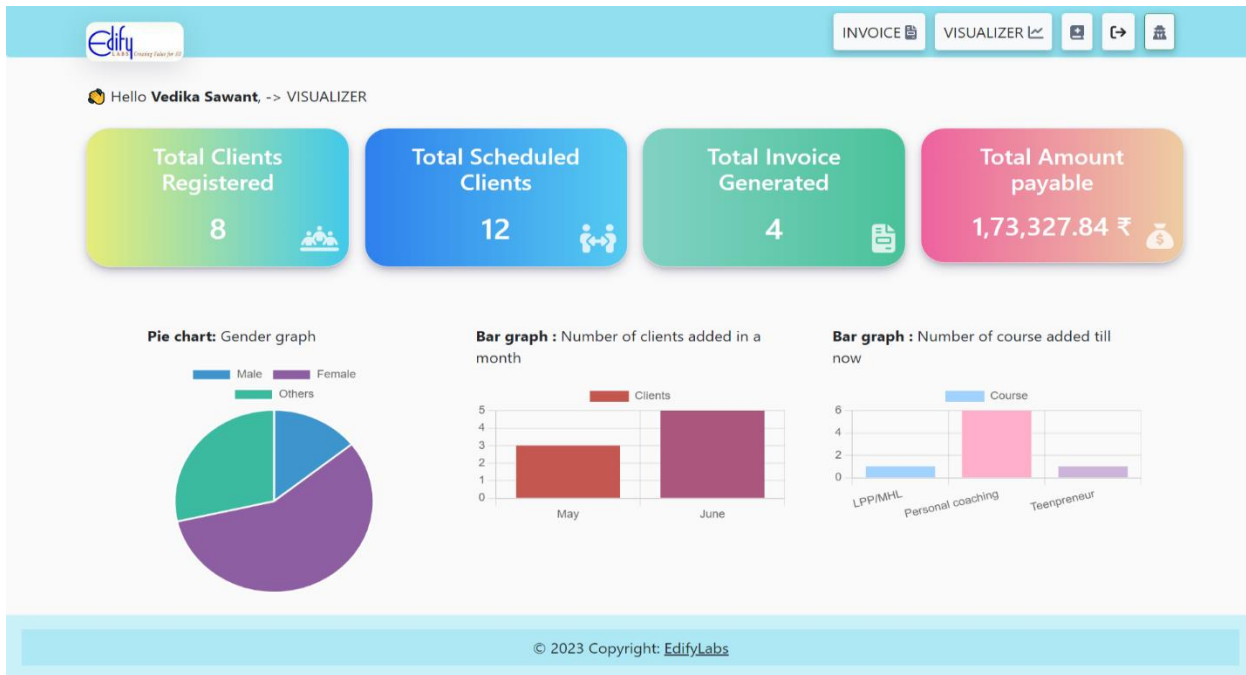 Edify
LABS Creating Value for All
INVOICE
VISUALIZER
Hello Vedika Sawant, -> VISUALIZER
Total Clients
Registered
8
Total Scheduled
Clients
12
Total Invoice
Generated
4
Total Amount
payable
1,73,327.84 ₹
Pie chart: Gender graph
Male
Female
Others
Bar graph : Number of clients added in a
month
Clients
5
4
3
2
1
0
May
June
Bar graph : Number of course added till
now
Course
6
4
2
0
LPP/MHL
Personal coaching
Teenpreneur
© 2023 Copyright: EdifyLabs